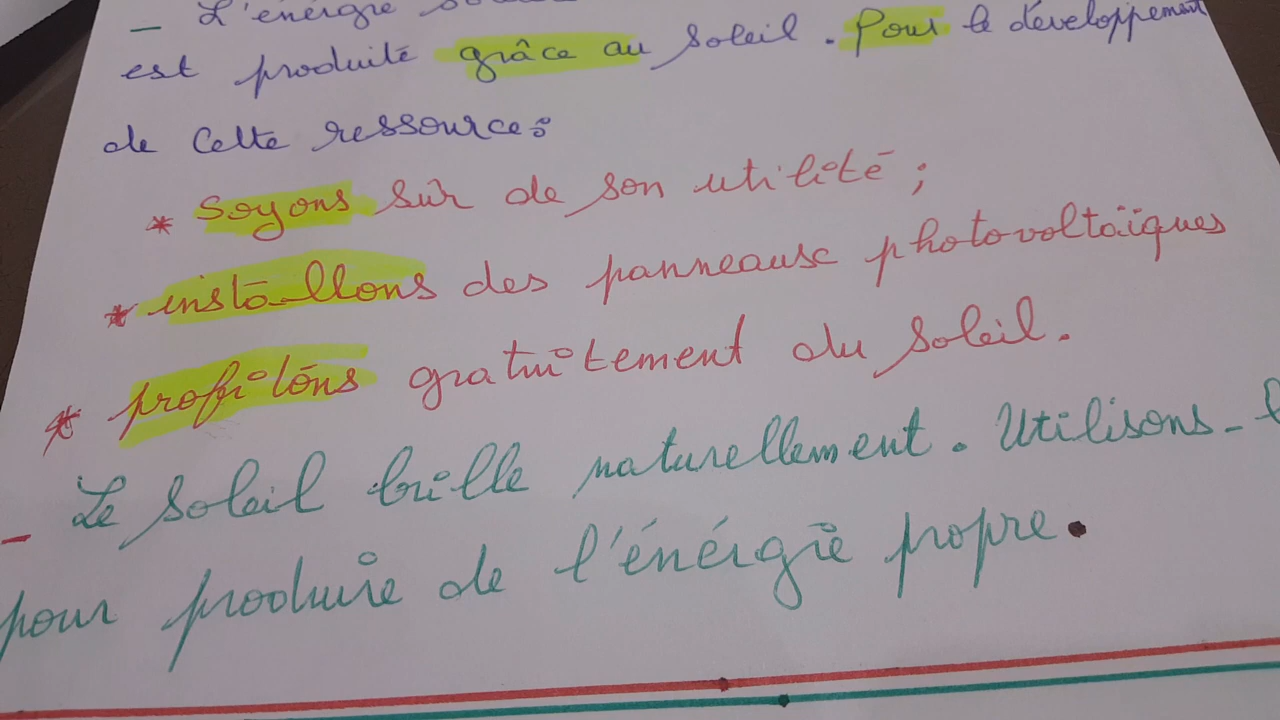 - L'énergie
est produite grâce au soleil. Pour le développement
de cette ressource:
* Soyons sûr de son utilité;
* installons des panneaux photovoltaïques
* profitons gratuitement du soleil.
- Le soleil brille naturellement. Utilisons-l
pour produire de l'énérgie propre.